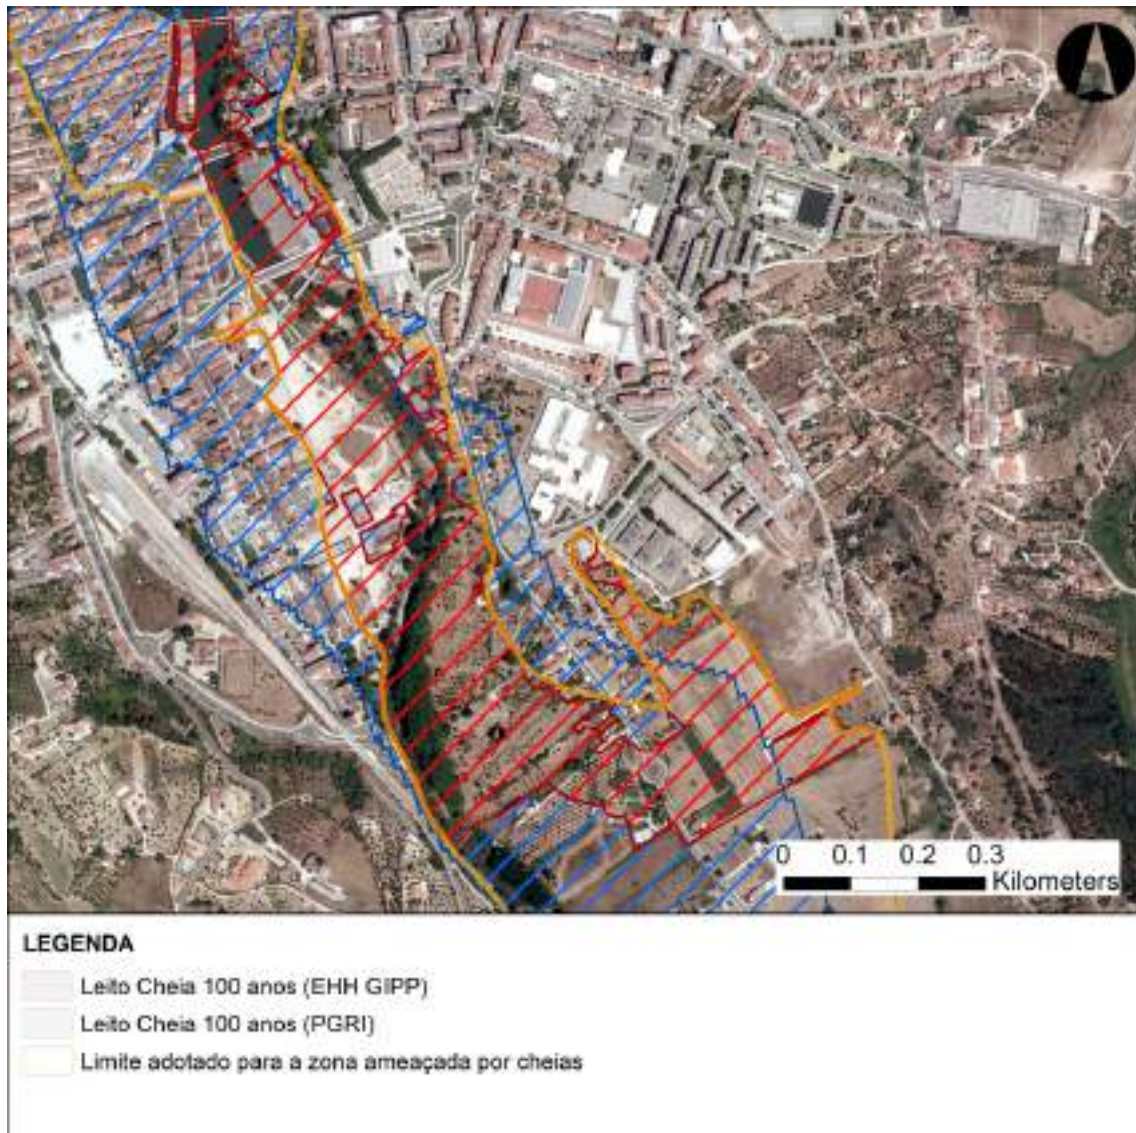 0 0.1 0.2 0.3
Kilometers
LEGENDA
Leito Cheia 100 anos (EHH GIPP)
Leito Cheia 100 anos (PGRI)
Limite adotado para a zona ameaçada por cheias